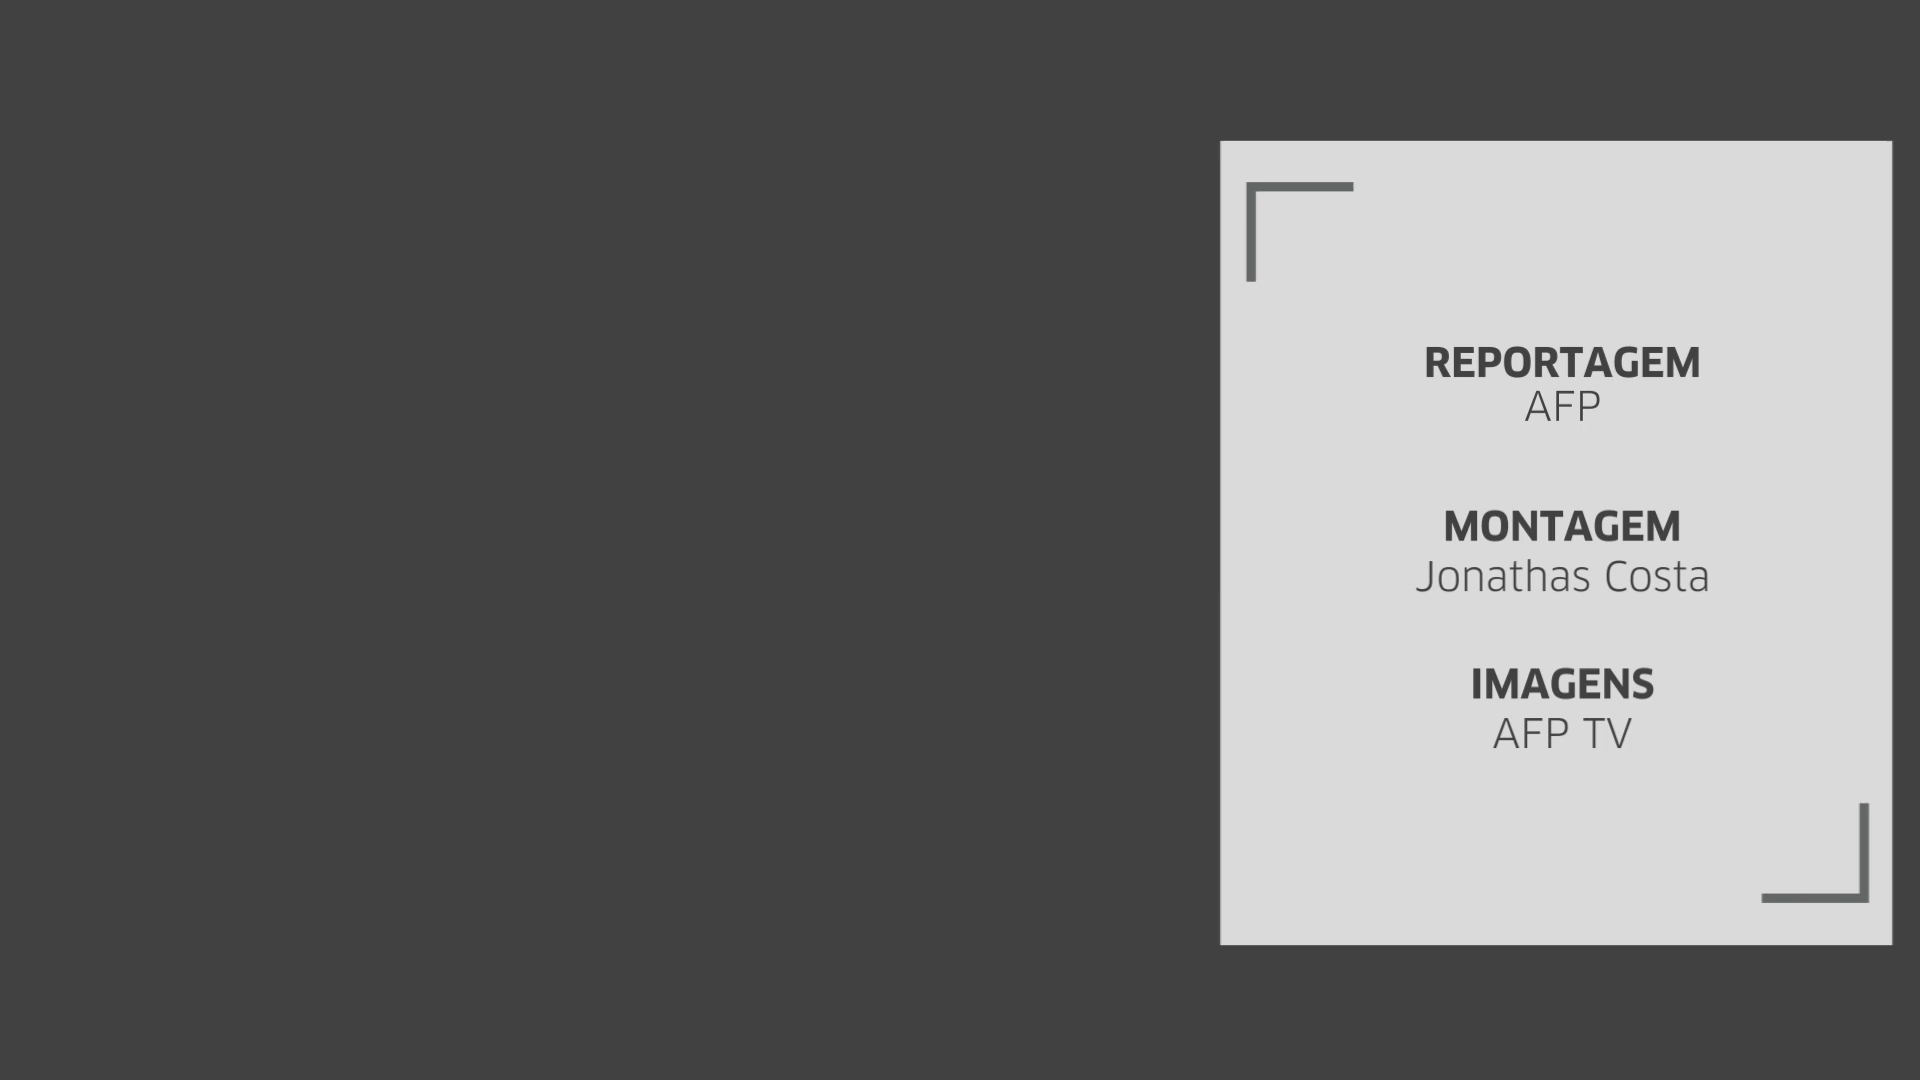 REPORTAGEM
AFP
MONTAGEM
Jonathas Costa
IMAGENS
AFP TV